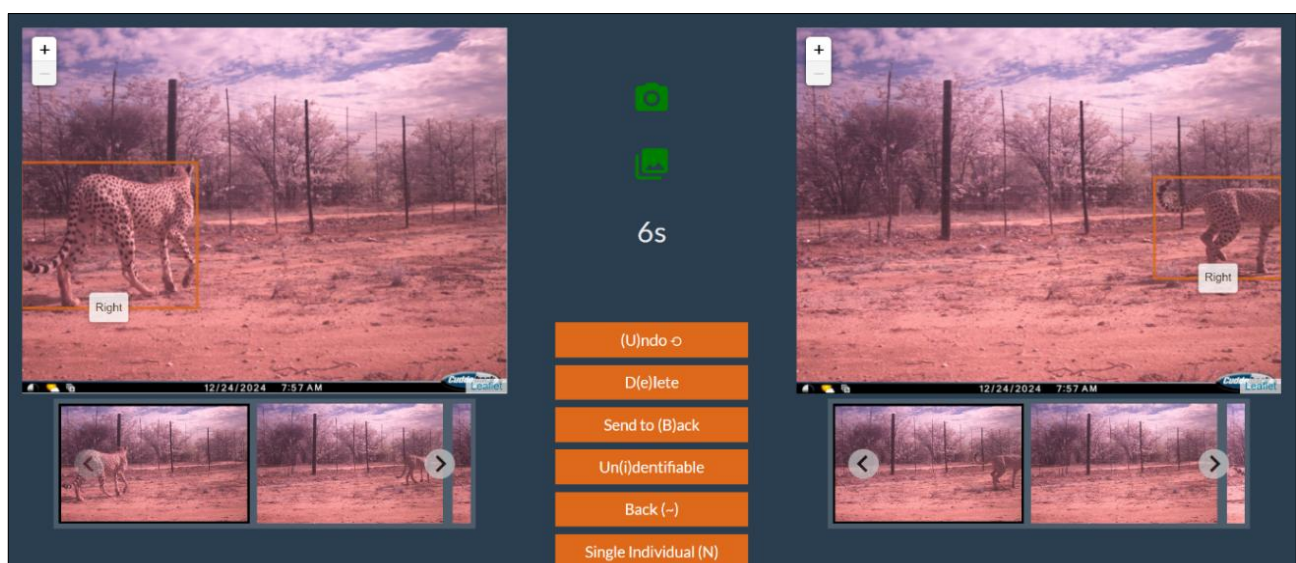 +
−
Right
12/24/2024 7:57 AM
Leaflet
6s
(U)ndo
D(e)lete
Send to (B)ack
Un(i)dentifiable
Back (~)
Single Individual (N)
+
−
Right
12/24/2024 7:57 AM
Leaflet